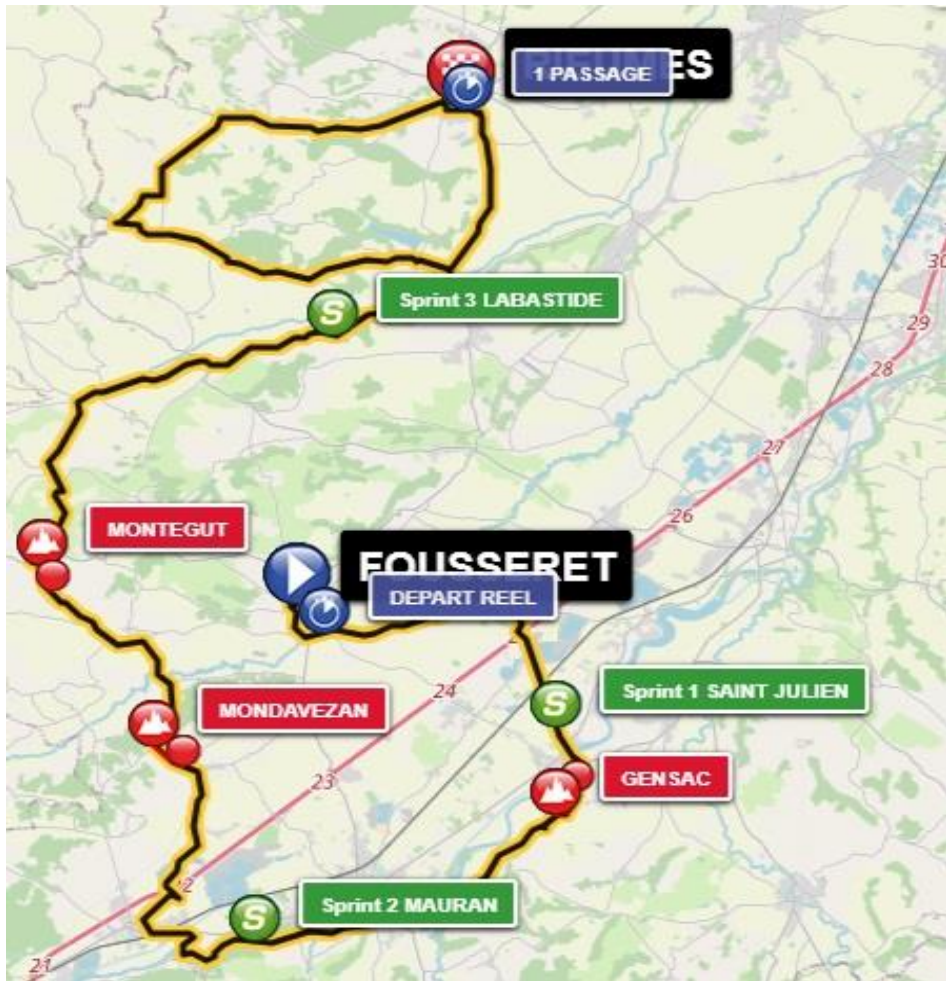 1 PASSAGE
ES
30
Sprint 3 LABASTIDE
S
29
28
27
26
MONTEGUT
FOUSSERET
DEPART REEL
24
Sprint 1 SAINT JULIEN
S
MONDAVEZAN
23
GENSAC
Sprint 2 MAURAN
S
21